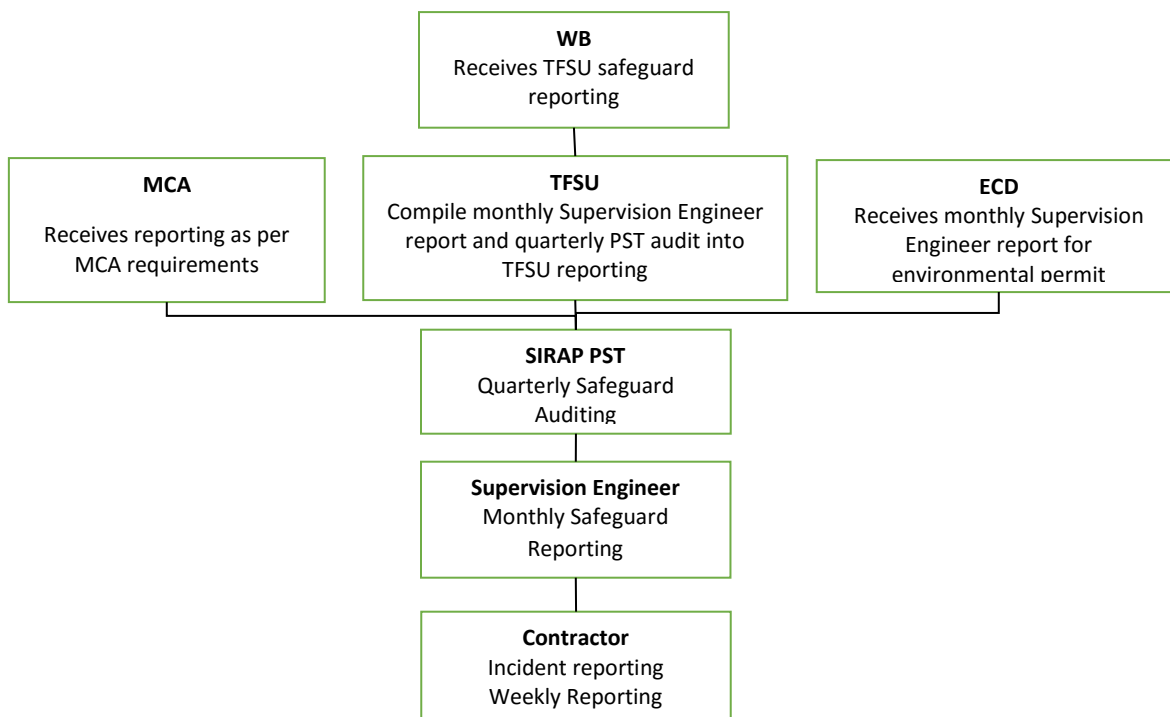 WB
Receives TFSU safeguard
reporting
MCA
Receives reporting as per
MCA requirements
TFSU
Compile monthly Supervision Engineer
report and quarterly PST audit into
TFSU reporting
ECD
Receives monthly Supervision
Engineer report for
environmental permit
SIRAP PST
Quarterly Safeguard
Auditing
Supervision Engineer
Monthly Safeguard
Reporting
Contractor
Incident reporting
Weekly Reporting